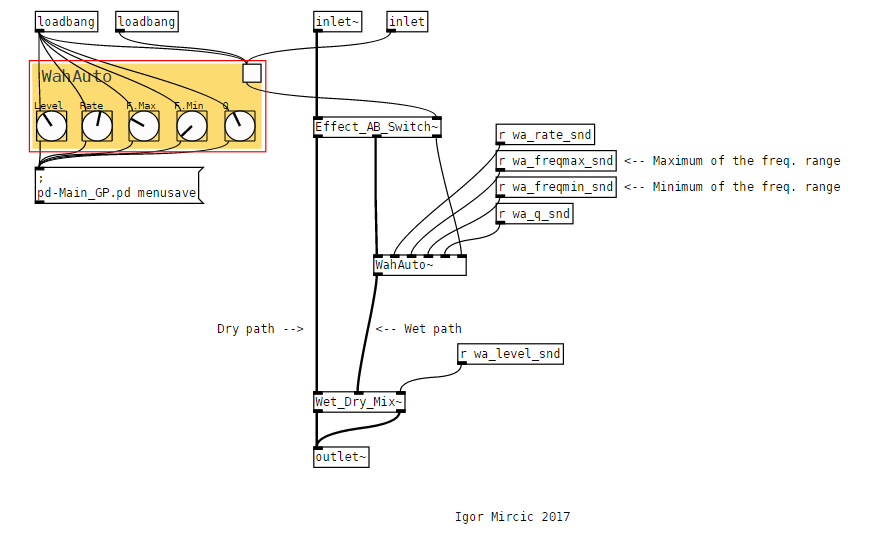 loadbang
loadbang
inlet~
inlet
WahAuto
Level
Rate
F.Max
F.Min
Q
;
pd-Main_GP.pd menusave
Effect_AB_Switch~
r wa_rate_snd
r wa_freqmax_snd
<-- Maximum of the freq. range
r wa_freqmin_snd
<-- Minimum of the freq. range
r wa_q_snd
WahAuto~
Dry path -->
<-- Wet path
r wa_level_snd
Wet_Dry_Mix~
outlet~
Igor Mircic 2017